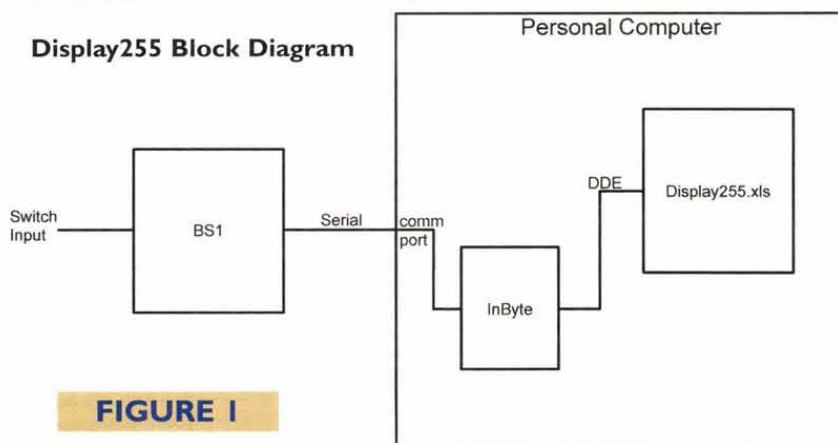 Display255 Block Diagram
Personal Computer
Switch
Input
BS1
Serial
comm
port
InByte
DDE
Display255.xls
FIGURE 1